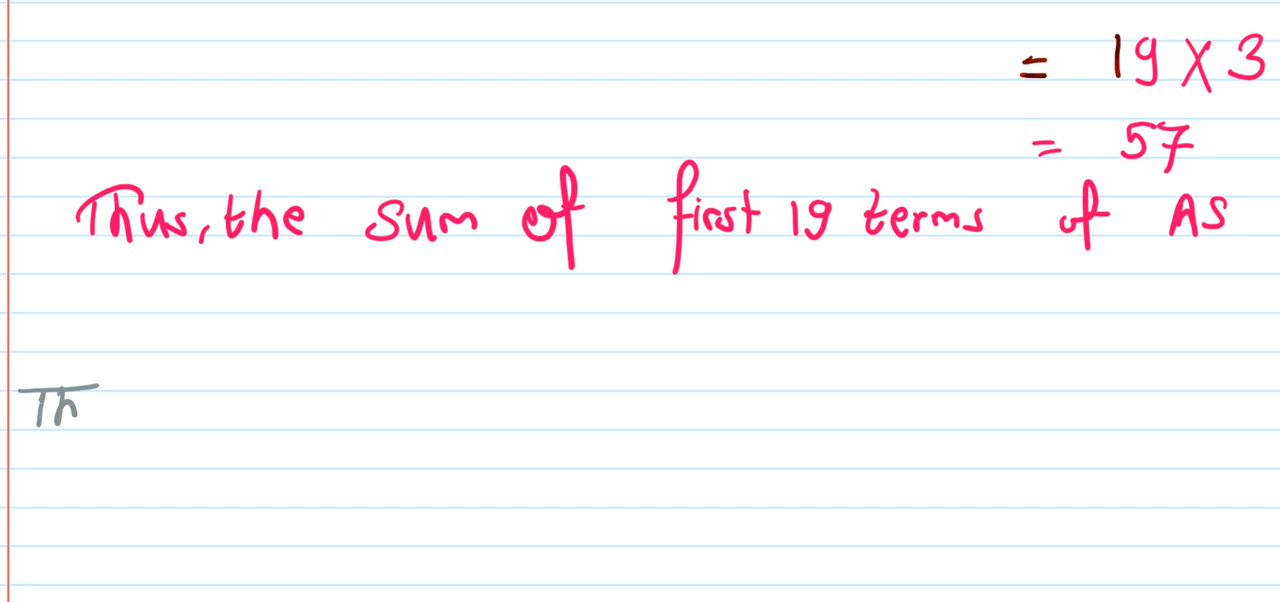 = 19 X 3
= 57
Thus, the sum of first 19 terms of AS
Th